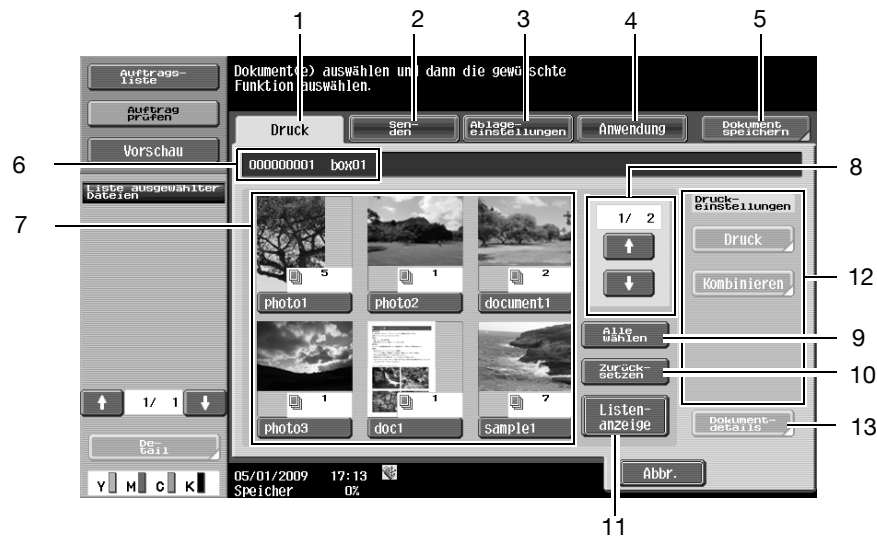 1
2
3
4
5
Auftrags-
liste
Auftrag
prüfen
Vorschau
Dokument(e) auswählen und dann die gewünschte
Funktion auswählen.
Druck
Sen-
den
Ablage-
einstellungen
Anwendung
Dokument
speichern
6
000000001 box01
8
Liste ausgewählter
Dateien
7
5
photo1
1
photo2
2
document1
1
photo3
1
doc1
7
sample1
1/ 2
Alle
wählen
9
Zurück-
setzen
10
Listen-
anzeige
11
Druck-
einstellungen
Druck
Kombinieren
12
Dokument-
details
13
1/ 1
De-
tail
Y M C K
05/01/2009 17:13
Speicher 0%
Abbr.